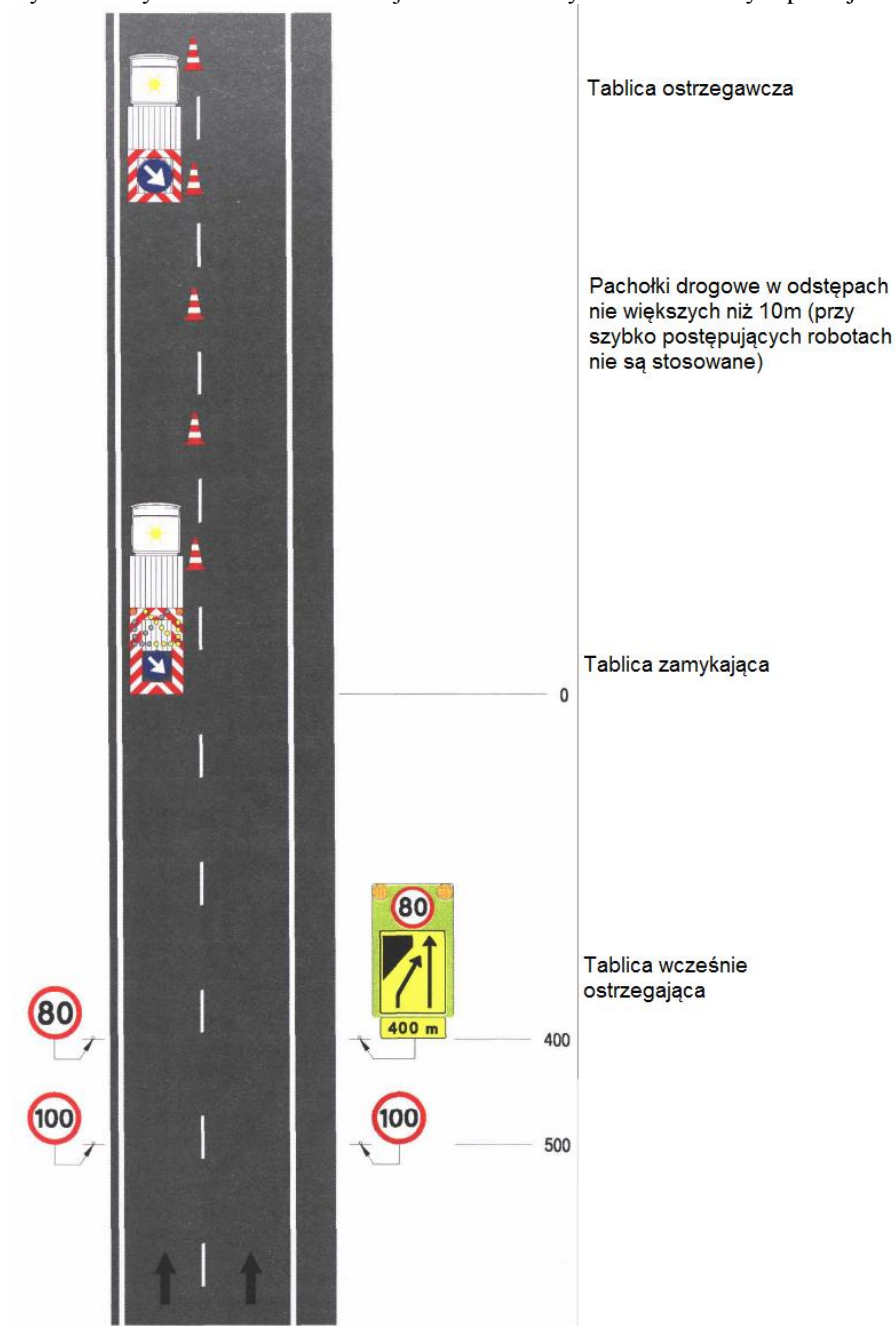 Tablica ostrzegawcza
Pachołki drogowe w odstępach
nie większych niż 10m (przy
szybko postępujących robotach
nie są stosowane)
Tablica zamykająca
0
80
Tablica wcześnie
ostrzegająca
80
400 m
400
100
100
500